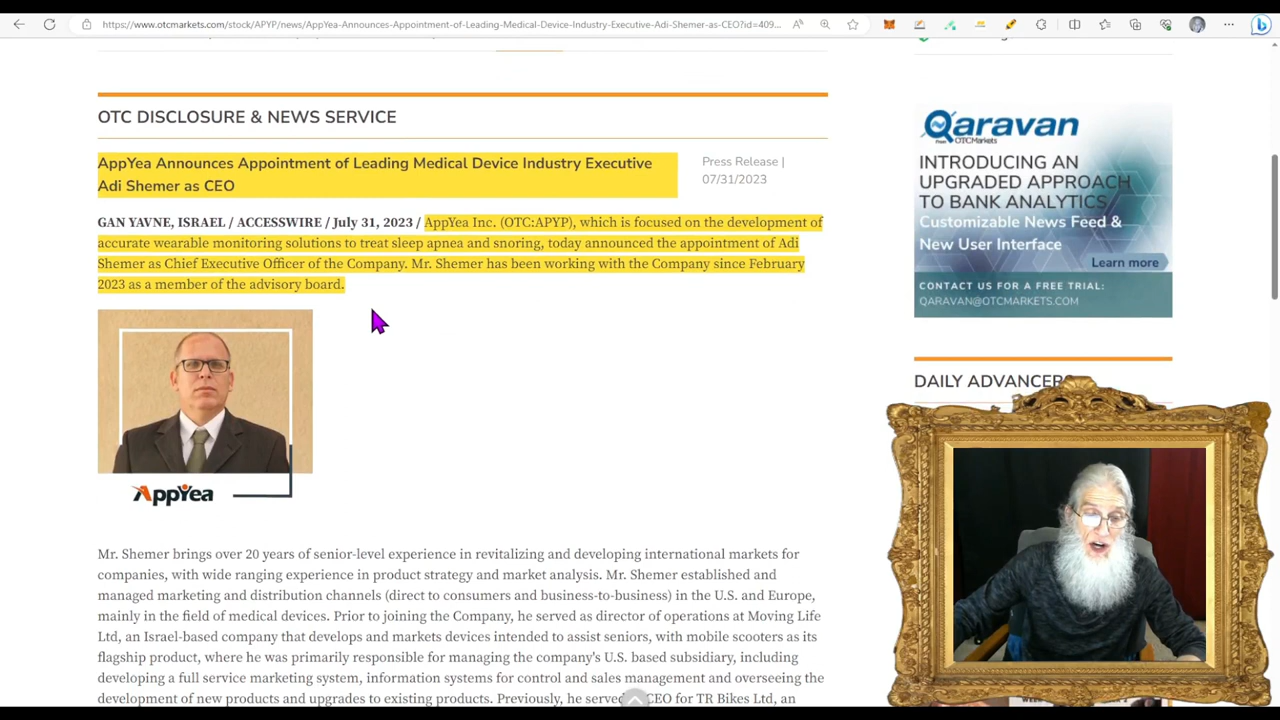 https://www.otcmarkets.com/stock/APYP/news/AppYea-Announces-Appointment-of-Leading-Medical-Device-Industry-Executive-Adi-Shemer-as-CEO?id=409...
OTC DISCLOSURE & NEWS SERVICE
AppYea Announces Appointment of Leading Medical Device Industry Executive
Adi Shemer as CEO
Press Release |
07/31/2023
GAN YAVNE, ISRAEL / ACCESSWIRE / July 31, 2023 / AppYea Inc. (OTC:APYP), which is focused on the development of
accurate wearable monitoring solutions to treat sleep apnea and snoring, today announced the appointment of Adi
Shemer as Chief Executive Officer of the Company. Mr. Shemer has been working with the Company since February
2023 as a member of the advisory board.
AppYea
Mr. Shemer brings over 20 years of senior-level experience in revitalizing and developing international markets for
companies, with wide ranging experience in product strategy and market analysis. Mr. Shemer established and
managed marketing and distribution channels (direct to consumers and business-to-business) in the U.S. and Europe,
mainly in the field of medical devices. Prior to joining the Company, he served as director of operations at Moving Life
Ltd, an Israel-based company that develops and markets devices intended to assist seniors, with mobile scooters as its
flagship product, where he was primarily responsible for managing the company's U.S. based subsidiary, including
developing a full service marketing system, information systems for control and sales management and overseeing the
development of new products and upgrades to existing products. Previously, he served CEO for TR Bikes Ltd, an
Qaravan
From OTCMarkets
INTRODUCING AN
UPGRADED APPROACH
TO BANK ANALYTICS
Customizable News Feed &
New User Interface
Learn more
CONTACT US FOR A FREE TRIAL:
QARAVAN@OTCMARKETS.COM
DAILY ADVANCERS